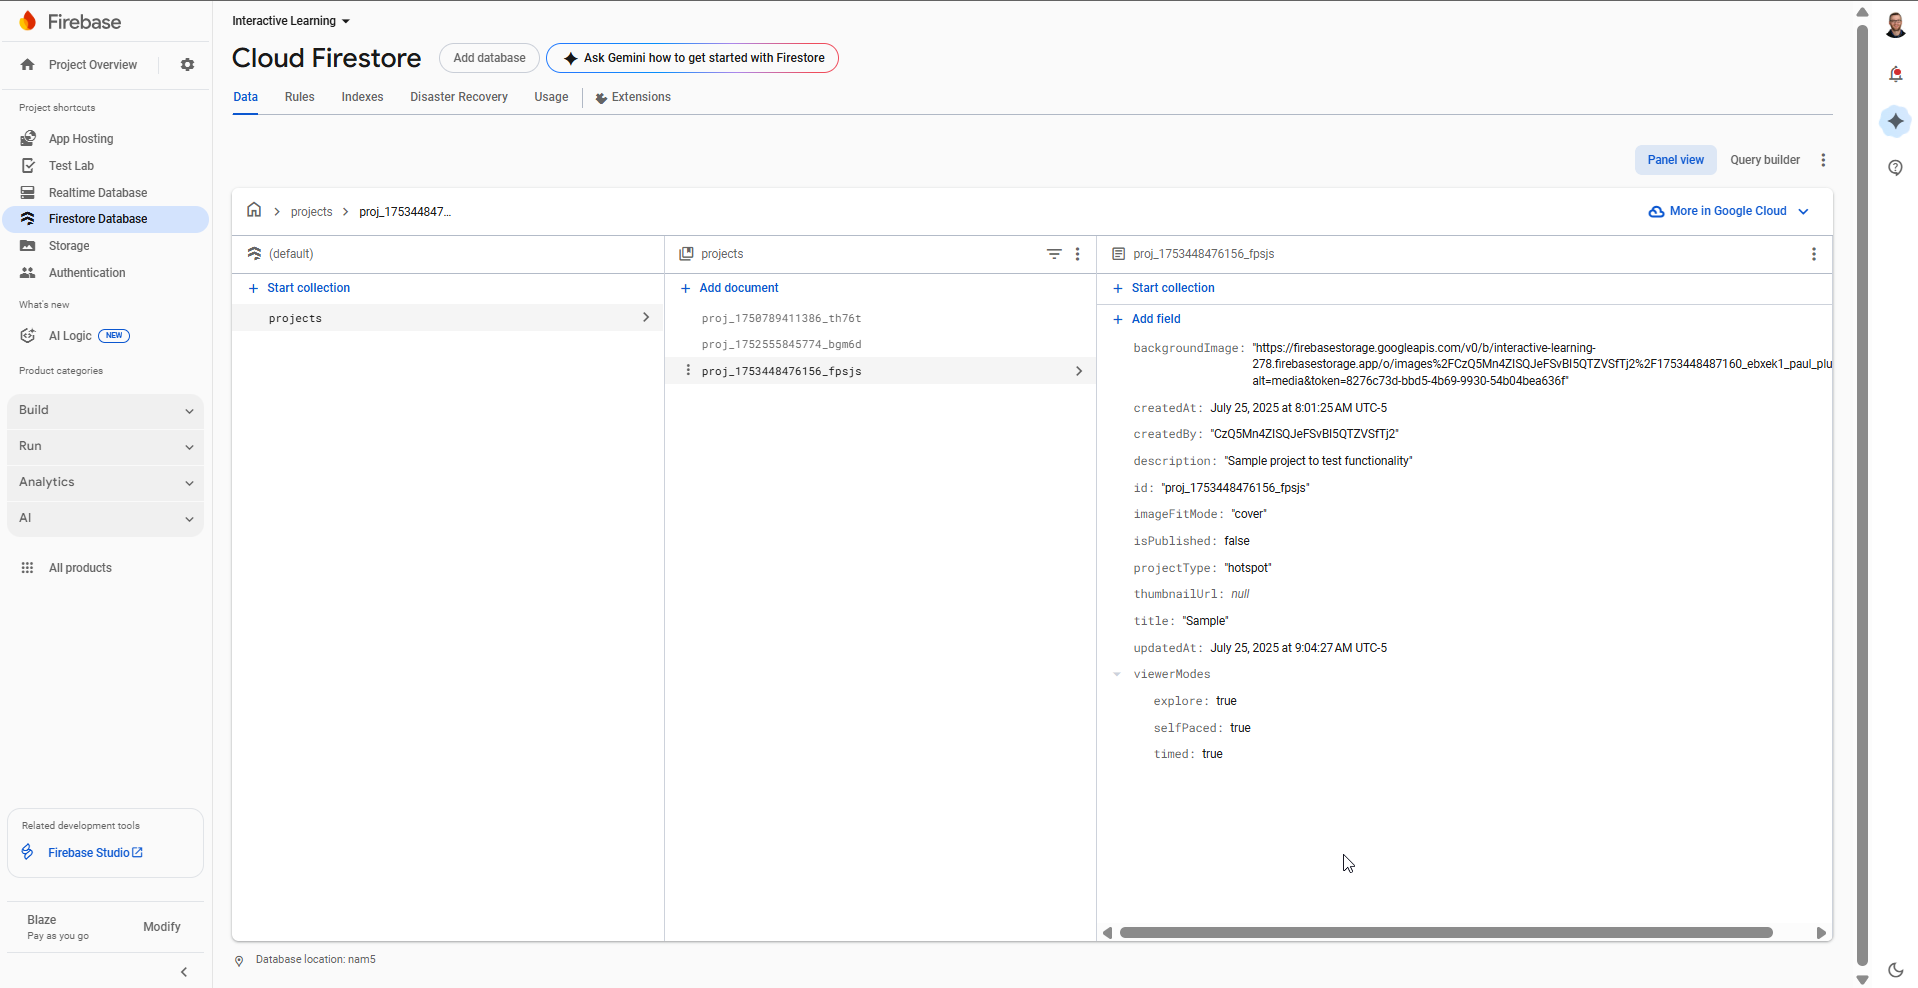 Firebase
Project Overview
Project shortcuts
App Hosting
Test Lab
Realtime Database
Firestore Database
Storage
Authentication
What's new
AI Logic NEW
Product categories
Build
Run
Analytics
AI
All products
Related development tools
Firebase Studio
Blaze
Pay as you go
Modify
Interactive Learning
Cloud Firestore
Add database
Ask Gemini how to get started with Firestore
Data Rules Indexes Disaster Recovery Usage Extensions
Panel view Query builder
projects proj_175344847...
More in Google Cloud
(default)
Start collection
projects
projects
Add document
proj_1750789411386_th76t
proj_1752555845774_bgm6d
proj_1753448476156_fpsjs
proj_1753448476156_fpsjs
Start collection
Add field
backgroundImage: "https://firebasestorage.googleapis.com/v0/b/interactive-learning-
278.firebasestorage.app/o/images%2FCzQ5Mn4ZISQJeFSvBI5QTZVSfTj2%2F1753448487160_ebxek1_paul_plu
alt=media&token=8276c73d-bbd5-4b69-9930-54b04bea636f"
createdAt: July 25, 2025 at 8:01:25 AM UTC-5
createdBy: "CzQ5Mn4ZISQJeFSvBI5QTZVSfTj2"
description: "Sample project to test functionality"
id: "proj_1753448476156_fpsjs"
imageFitMode: "cover"
isPublished: false
projectType: "hotspot"
thumbnailUrl: null
title: "Sample"
updatedAt: July 25, 2025 at 9:04:27 AM UTC-5
viewerModes
explore: true
selfPaced: true
timed: true
Database location: nam5